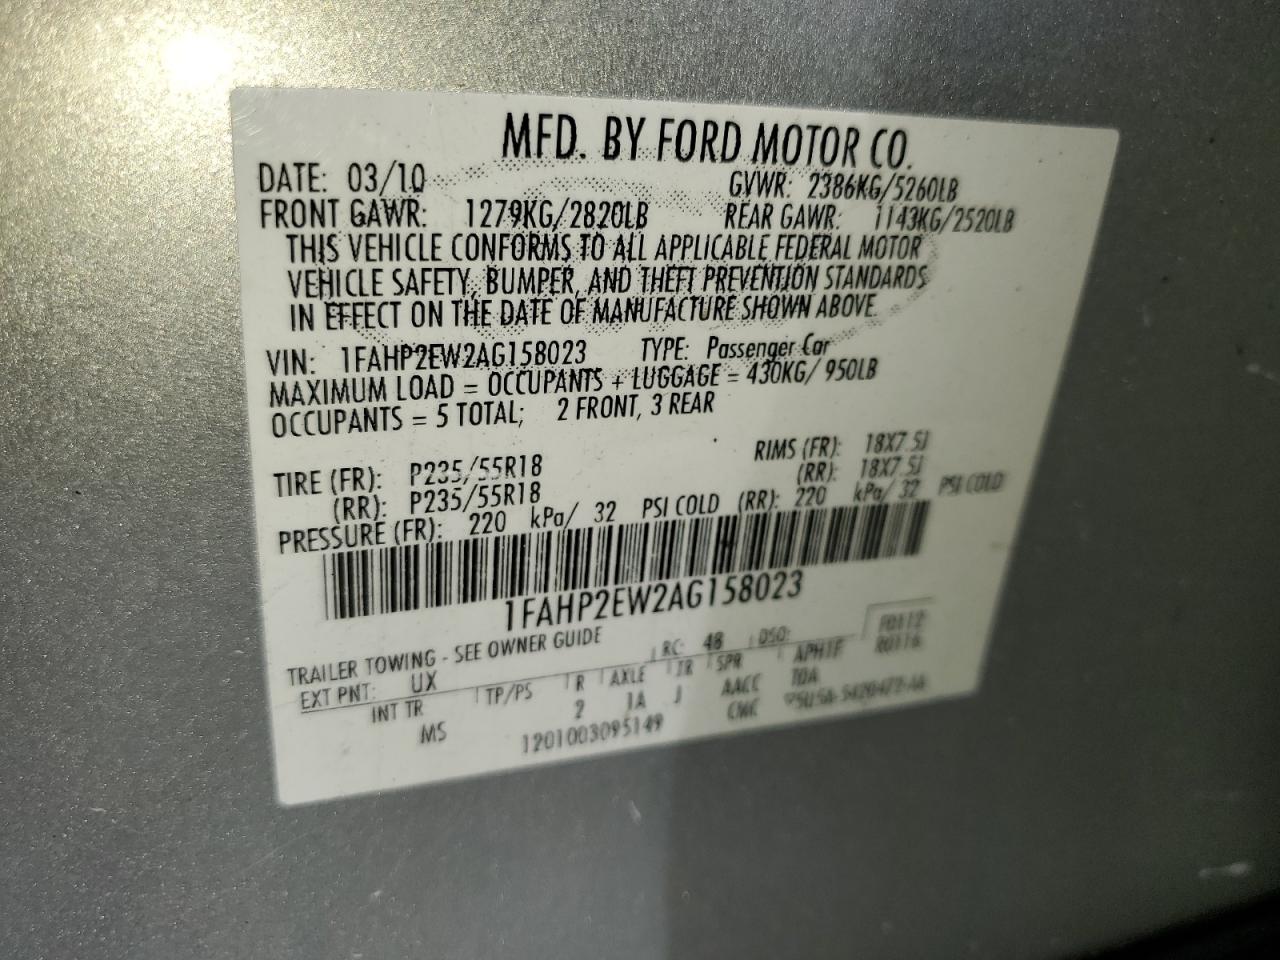 MFD. BY FORD MOTOR CO.
DATE: 03/10 GVWR: 2386KG/5260LB
FRONT GAWR: 1279KG/2820LB REAR GAWR: 1143KG/2520LB
THIS VEHICLE CONFORMS TO ALL APPLICABLE FEDERAL MOTOR
VEHICLE SAFETY, BUMPER, AND THEFT PREVENTION STANDARDS
IN EFFECT ON THE DATE OF MANUFACTURE SHOWN ABOVE.
VIN: 1FAHP2EW2AG158023 TYPE: Passenger Car
MAXIMUM LOAD = OCCUPANTS + LUGGAGE = 430KG/ 950LB
OCCUPANTS = 5 TOTAL; 2 FRONT, 3 REAR
TIRE (FR): P235/55R18 RIMS (FR): 18X7.5J
(RR): P235/55R18 (RR): 18X7.5J
PRESSURE (FR): 220 kPa/ 32 PSI COLD (RR): 220 kPa/ 32 PSI COLD
1FAHP2EW2AG158023
TRAILER TOWING - SEE OWNER GUIDE RC: 48 DSO: F0112
R0116
EXT PNT: UX
INT TR TP/PS R AXLE TR SPR
MS 2 1A J AACC TOA
CWC
1201003095149